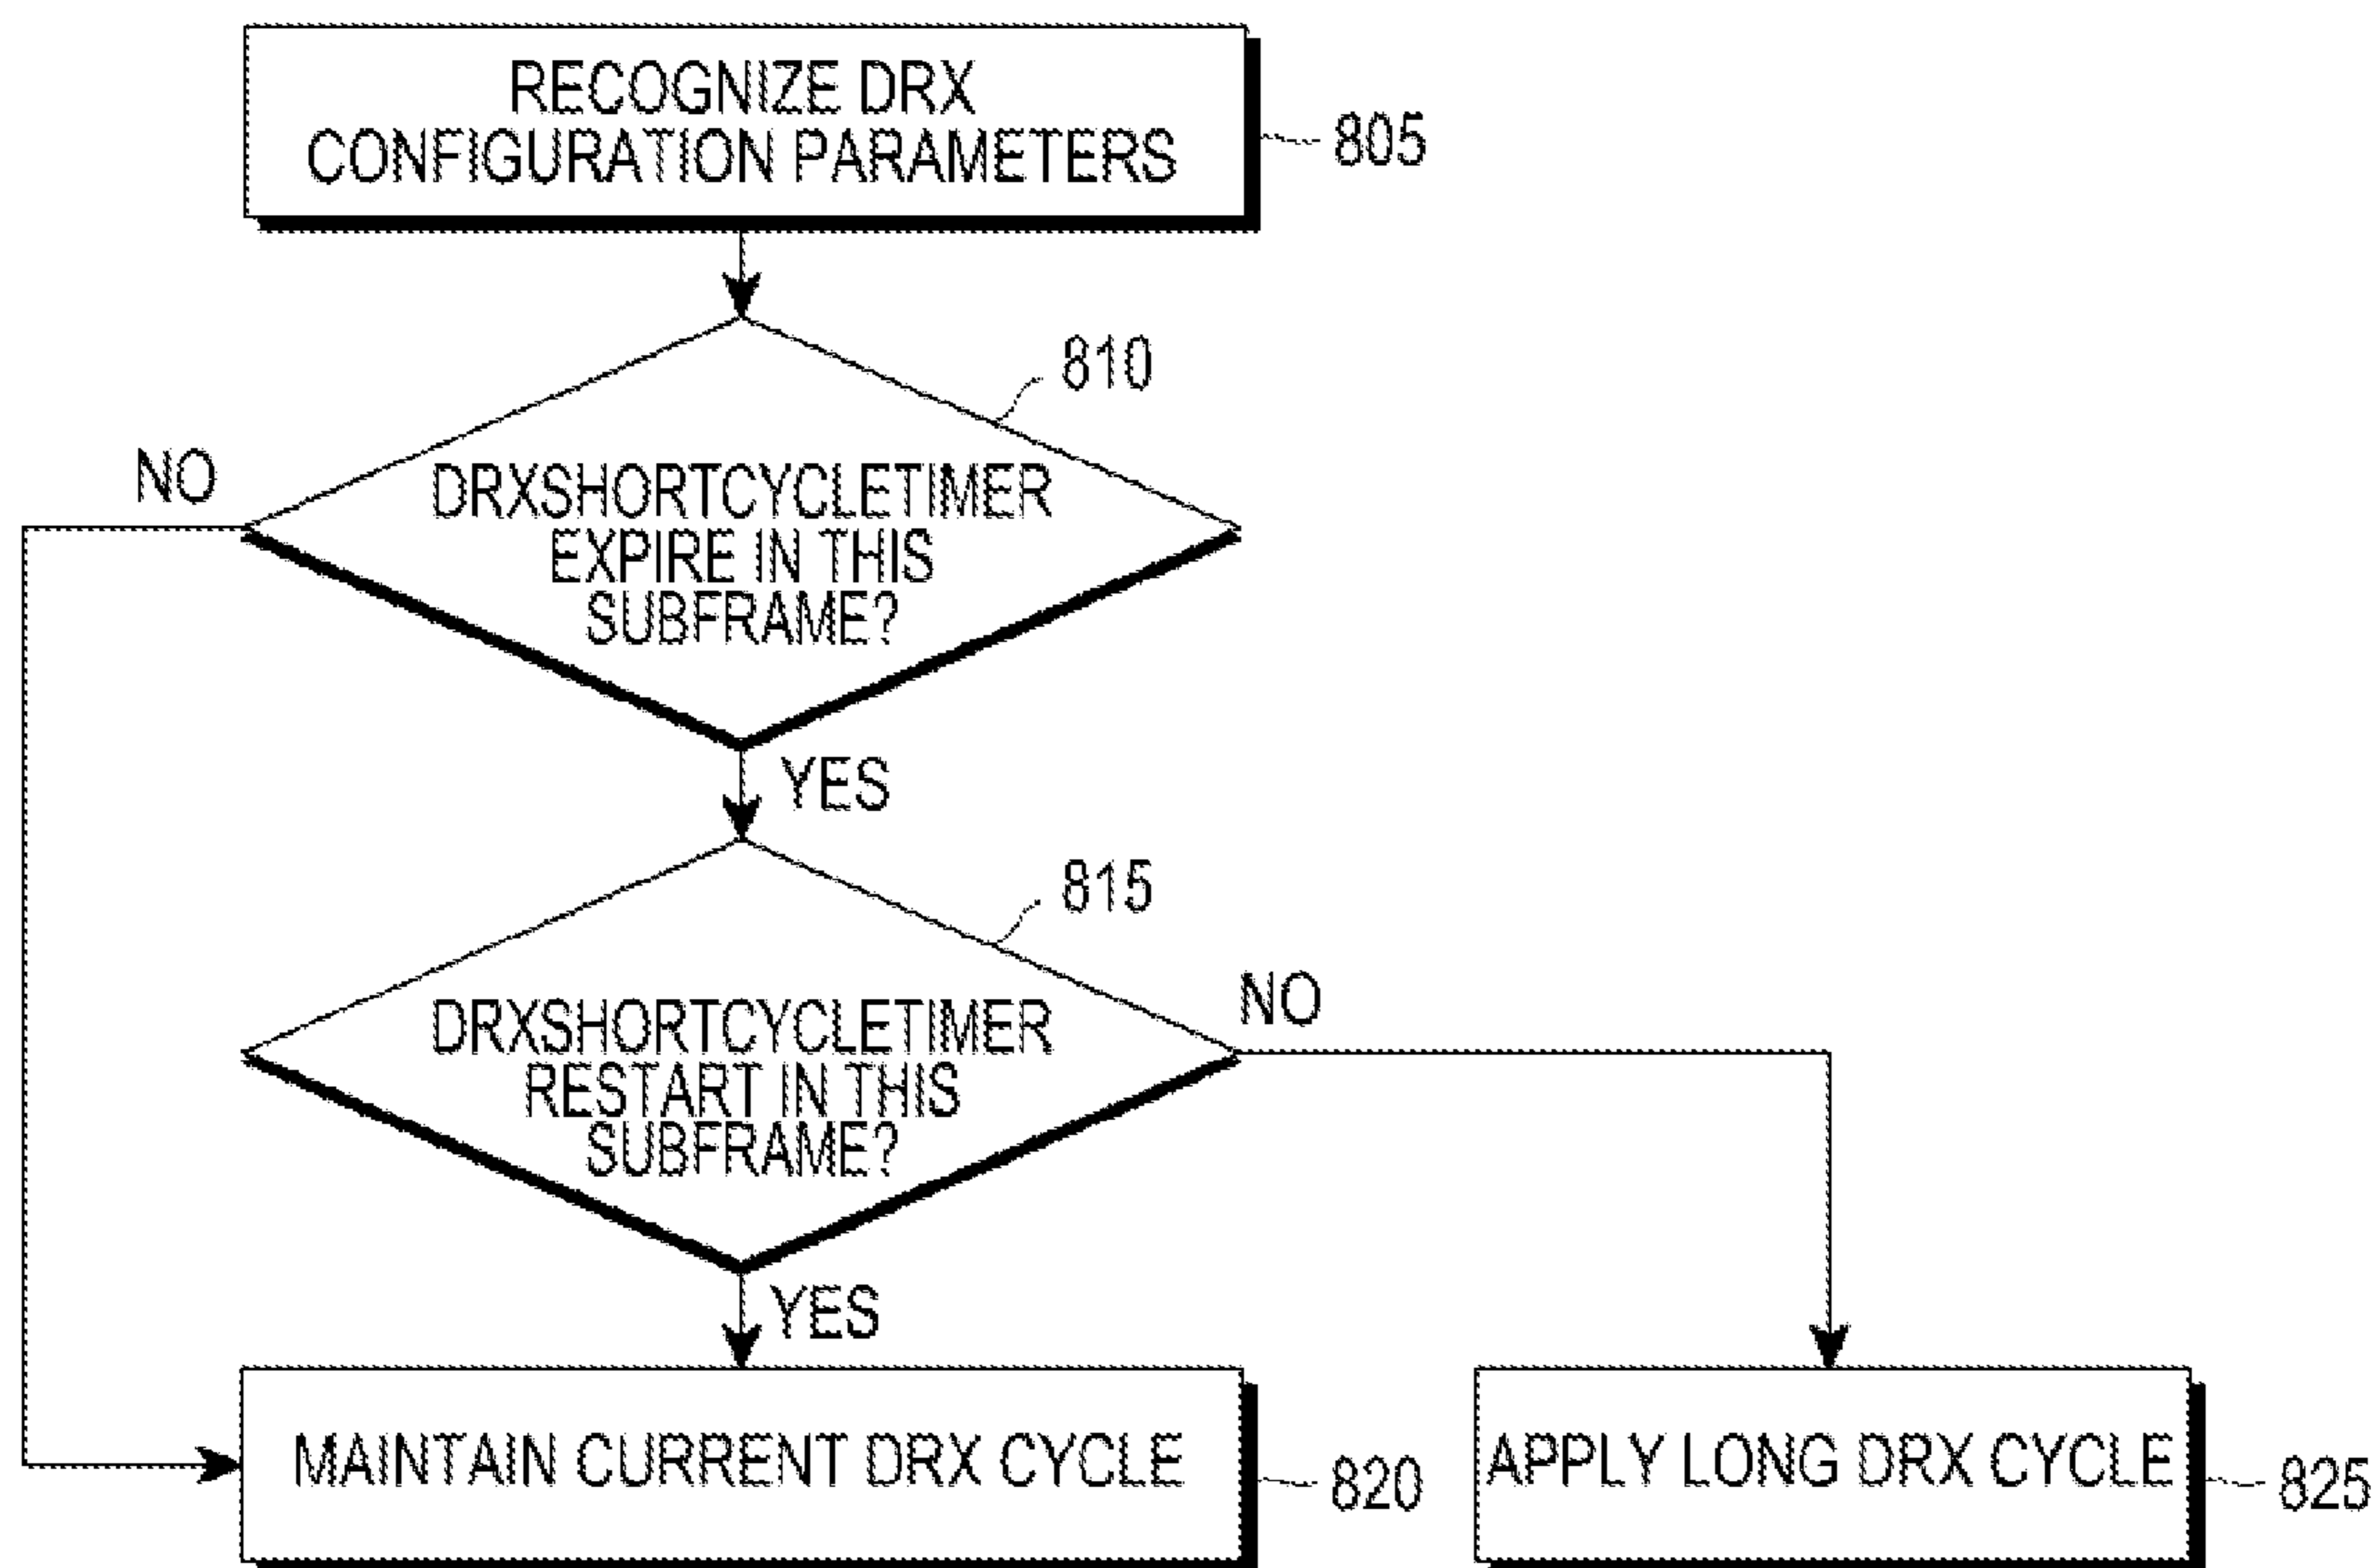 RECOGNIZE DRX
CONFIGURATION PARAMETERS
805
810
NO
DRXSHORTCYCLETIMER
EXPIRE IN THIS
SUBFRAME?
YES
815
DRXSHORTCYCLETIMER
RESTART IN THIS
SUBFRAME?
NO
YES
MAINTAIN CURRENT DRX CYCLE
820
APPLY LONG DRX CYCLE
825